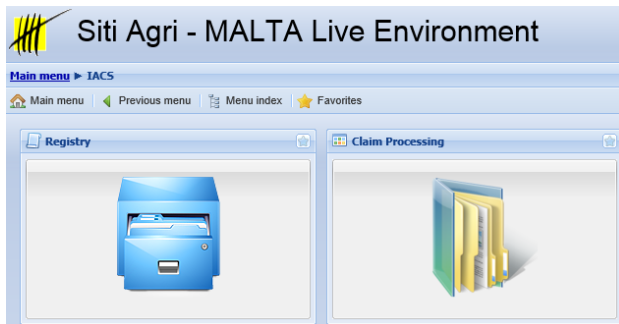 Siti Agri - MALTA Live Environment
Main menu ▶ IACS
Main menu Previous menu Menu index Favorites
Registry Claim Processing